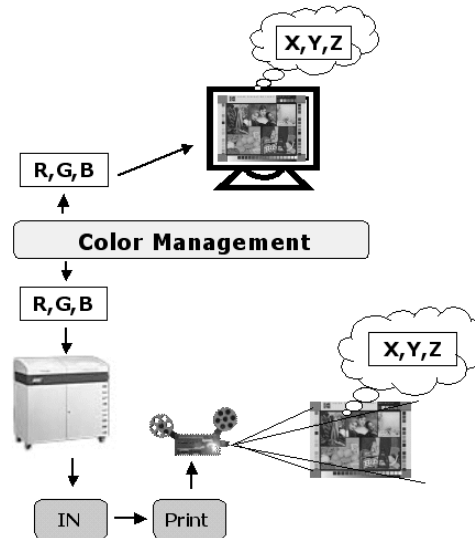 X,Y,Z
R,G,B
Color Management
R,G,B
X,Y,Z
IN
Print